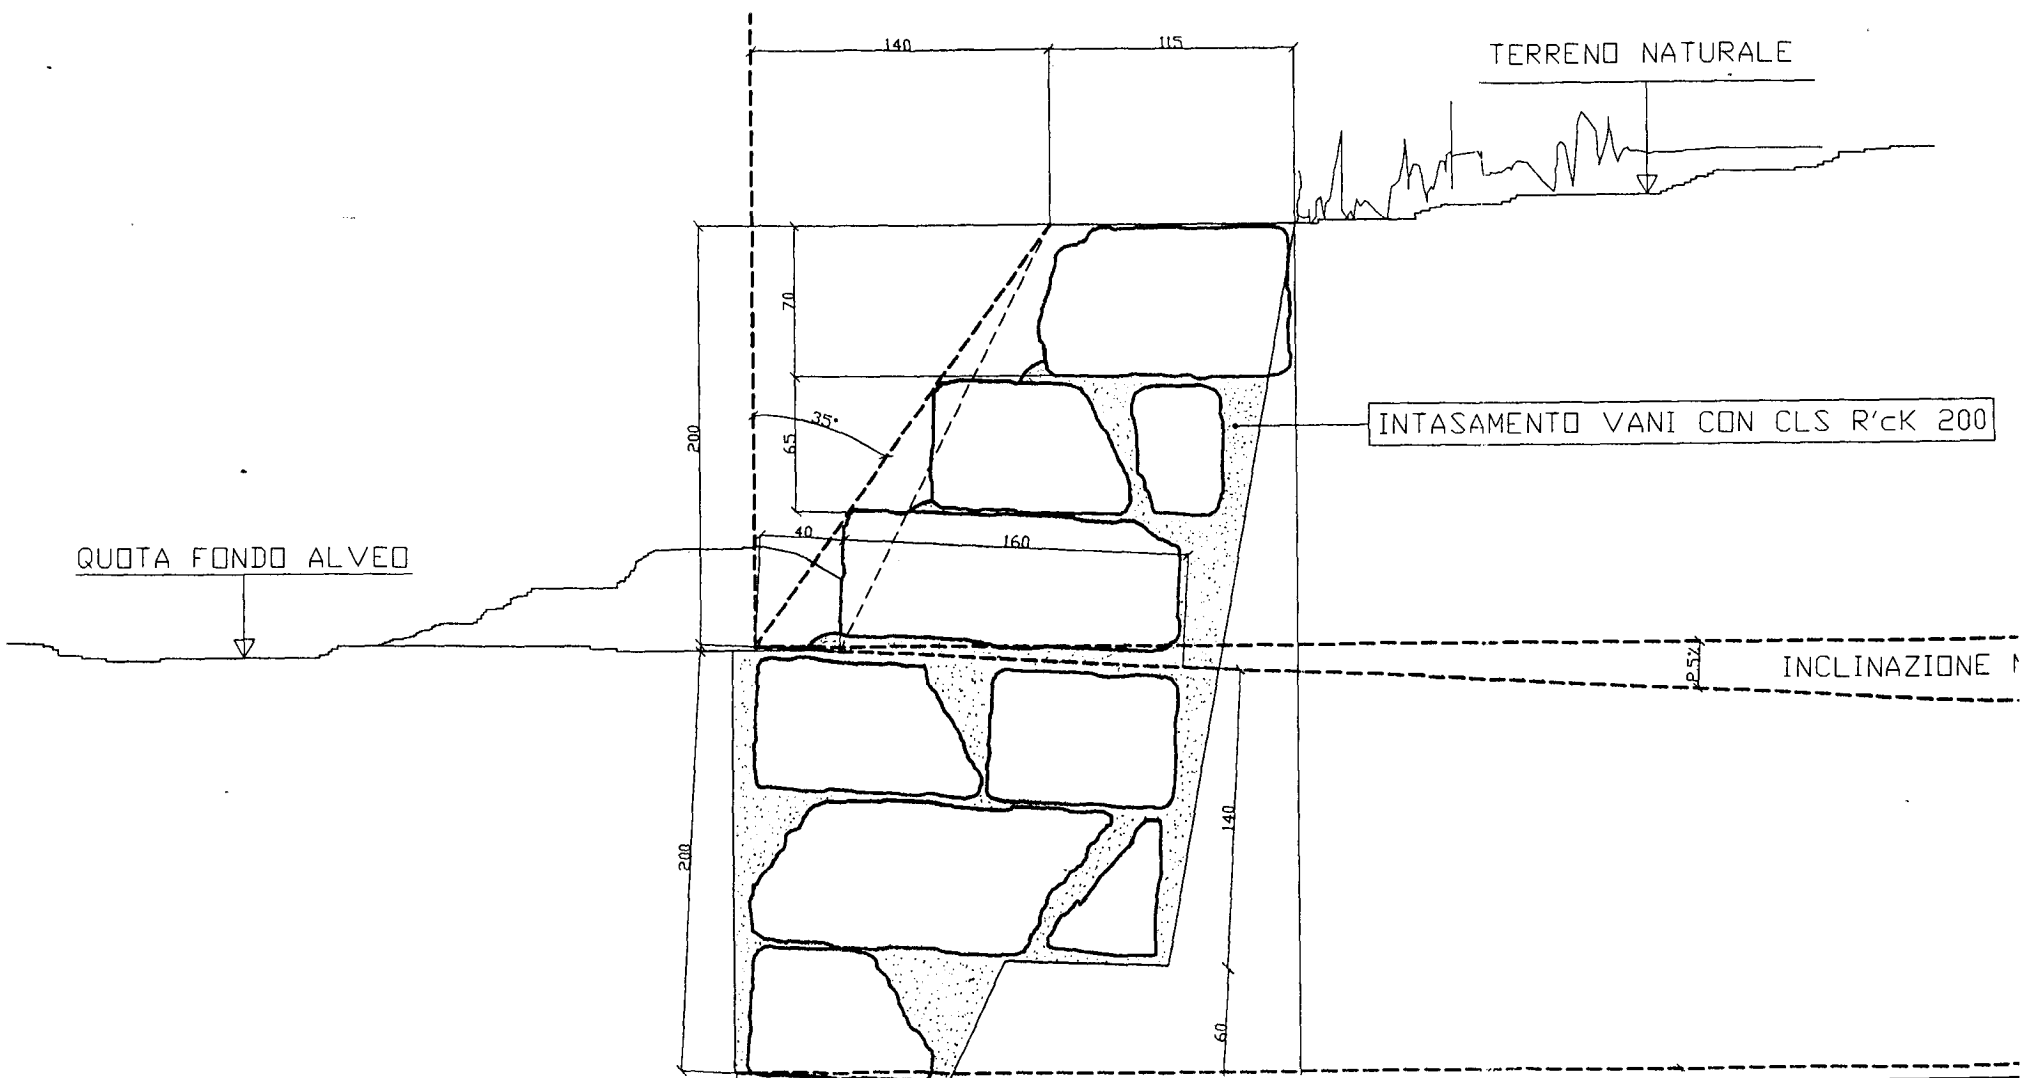 140
115
TERRENO NATURALE
70
35°
200
65
INTASAMENTO VANI CON CLS R'cK 200
40
160
QUOTA FONDO ALVEO
P.5%
INCLINAZIONE
140
200
60